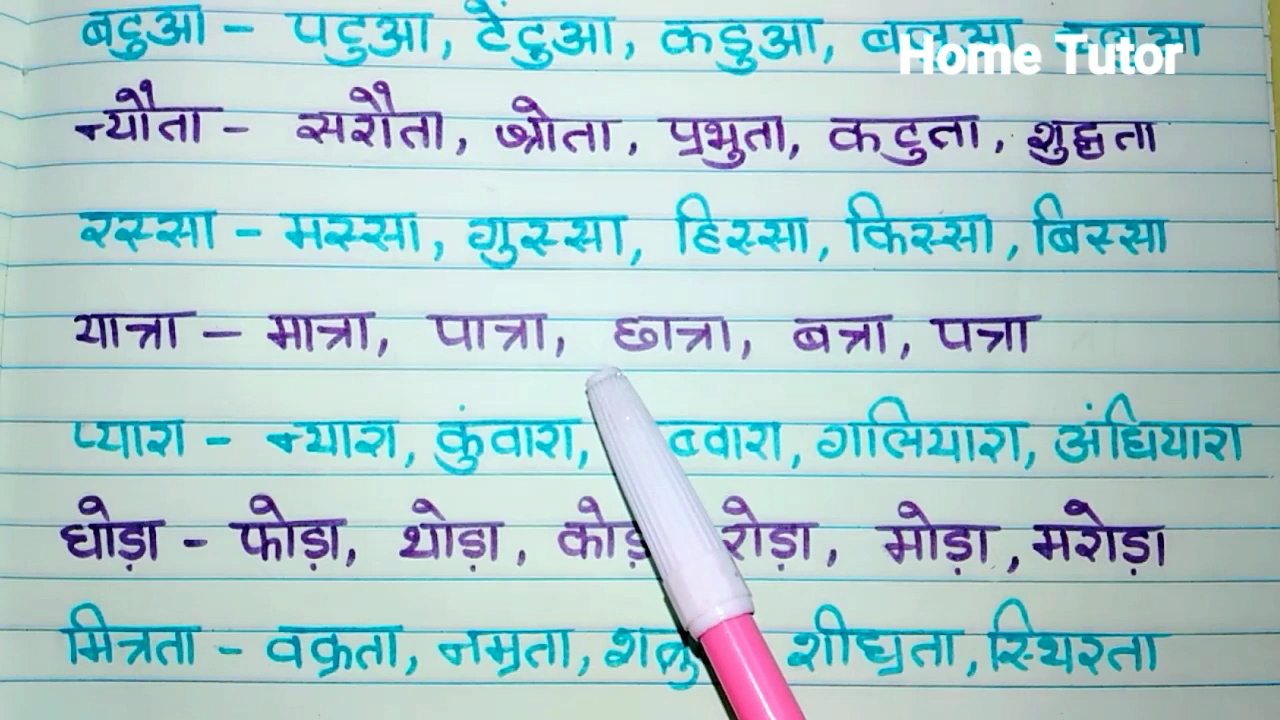 बटुआ - पटुआ, टेंटुआ, कडुआ,
Home Tutor
न्यौता - सरौता, श्रोता, प्रभुता, कटुता, शुद्धता
रस्सा - मस्सा, गुस्सा, हिस्सा, किस्सा, बिस्सा
यात्रा - मात्रा, पात्रा, छात्रा, बत्रा, पत्रा
प्यारा - न्यारा, कुंवारा, गलियारा, अंधियारा
घोड़ा - फोड़ा, थोड़ा, रोड़ा, मोड़ा, मरोड़ा
मित्रता - वक्रता, नम्रता, शीघ्रता, स्थिरता